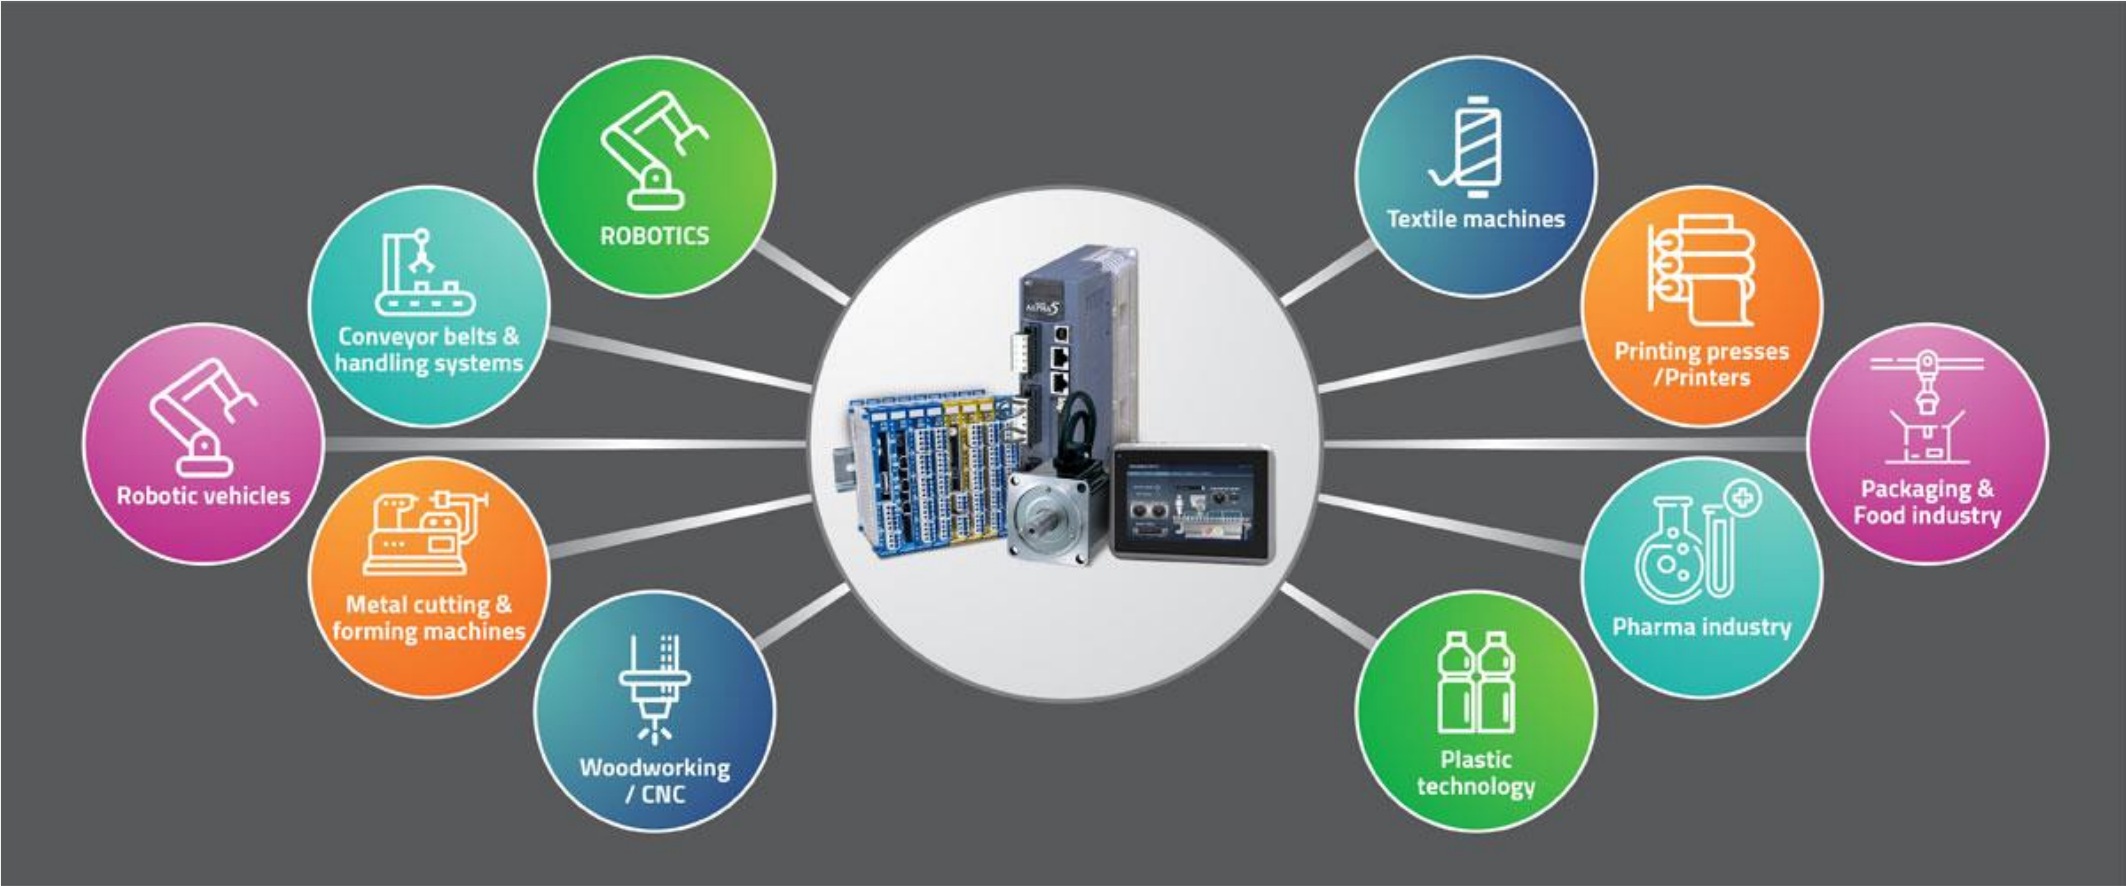 ROBOTICS
Conveyor belts &
handling systems
Robotic vehicles
Metal cutting &
forming machines
Woodworking
/ CNC
ALPHA5
Textile machines
Printing presses
/Printers
Packaging &
Food industry
Pharma industry
Plastic
technology